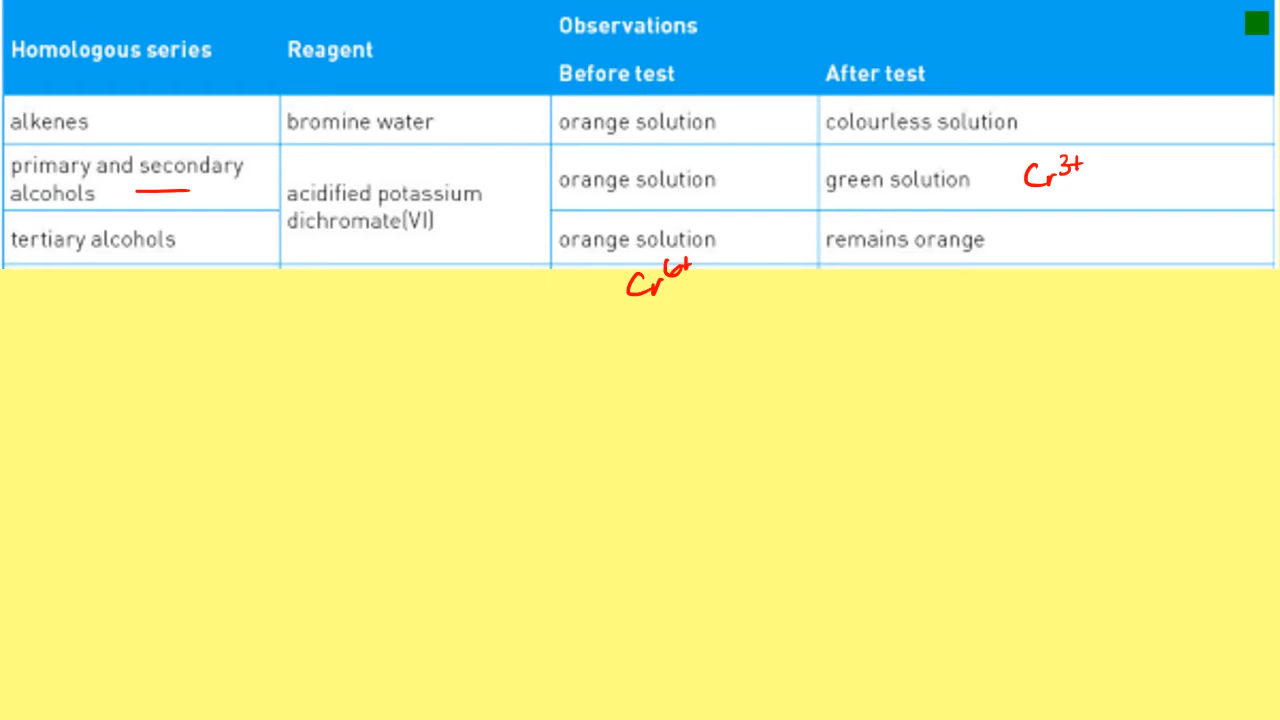 Homologous series
Reagent
Observations
Before test
After test
alkenes
bromine water
orange solution
colourless solution
primary and secondary
alcohols
acidified potassium
dichromate(VI)
orange solution
green solution
Cr³⁺
tertiary alcohols
orange solution
remains orange
Cr⁶⁺